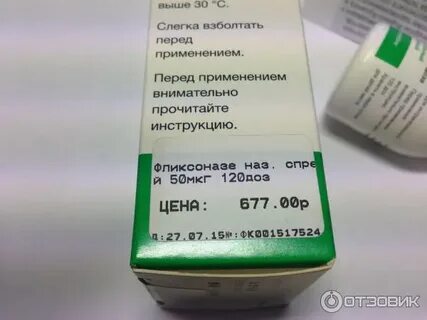 выше 30 °C.
Слегка взболтать
перед
применением.
Перед применением
внимательно
прочитайте
инструкцию.
Фликсоназе наз. спре
й 50мкг 120доз
ЦЕНА: 677.00р
Д:27.07.15№:ФК001517524
ОТЗОВИК